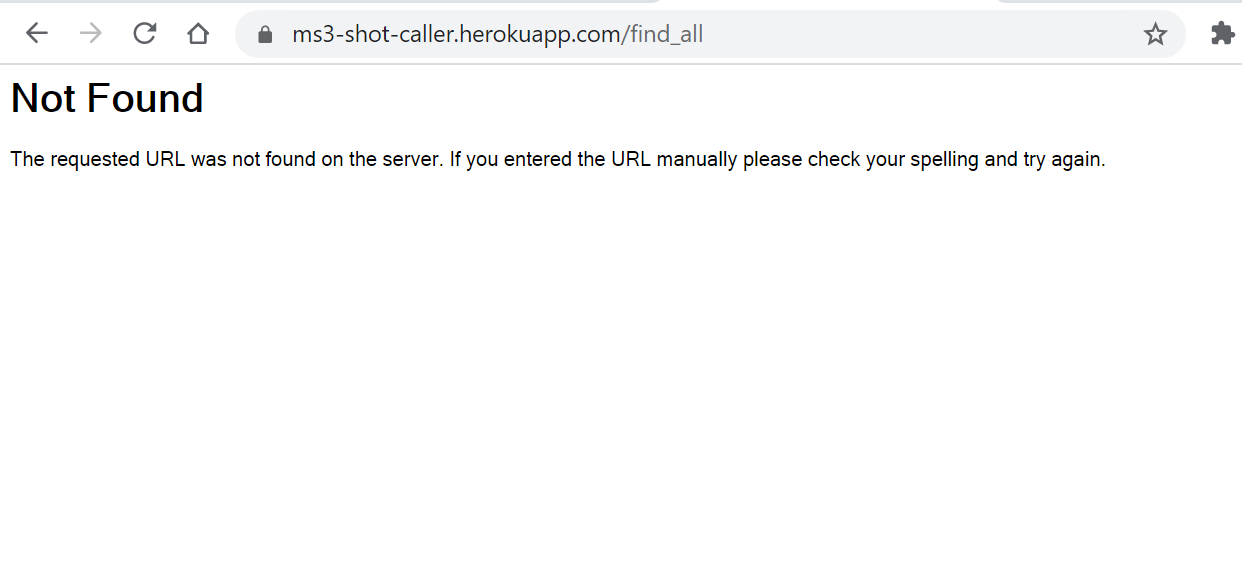 ms3-shot-caller.herokuapp.com/find_all
Not Found
The requested URL was not found on the server. If you entered the URL manually please check your spelling and try again.